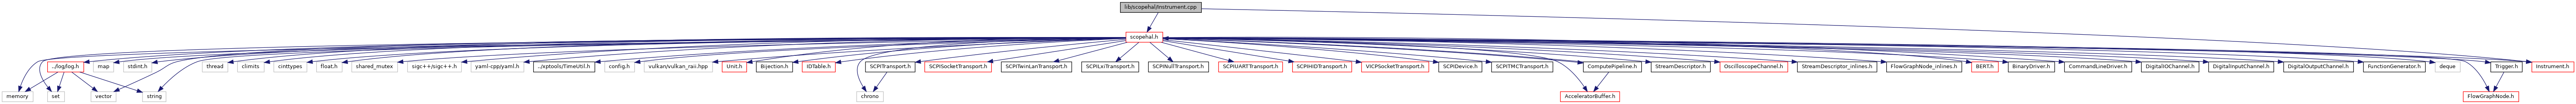 lib/scopehal/Instrument.cpp
scopehal.h
../log/log.h
map
stdint.h
thread
climits
cinttypes
float.h
shared_mutex
sigc++/sigc++.h
yaml-cpp/yaml.h
../xptools/TimeUtil.h
config.h
vulkan/vulkan_raii.hpp
Unit.h
Bijection.h
IDTable.h
SCPITransport.h
SCPISocketTransport.h
SCPITwinLanTransport.h
SCPILxiTransport.h
SCPINullTransport.h
SCPIUARTTransport.h
SCPIHIDTransport.h
VICPSocketTransport.h
SCPIDevice.h
SCPITMCTransport.h
ComputePipeline.h
StreamDescriptor.h
OscilloscopeChannel.h
StreamDescriptor_inlines.h
FlowGraphNode_inlines.h
BERT.h
BinaryDriver.h
CommandLineDriver.h
DigitalIOChannel.h
DigitalInputChannel.h
DigitalOutputChannel.h
FunctionGenerator.h
deque
Trigger.h
Instrument.h
memory
set
vector
string
chrono
AcceleratorBuffer.h
FlowGraphNode.h